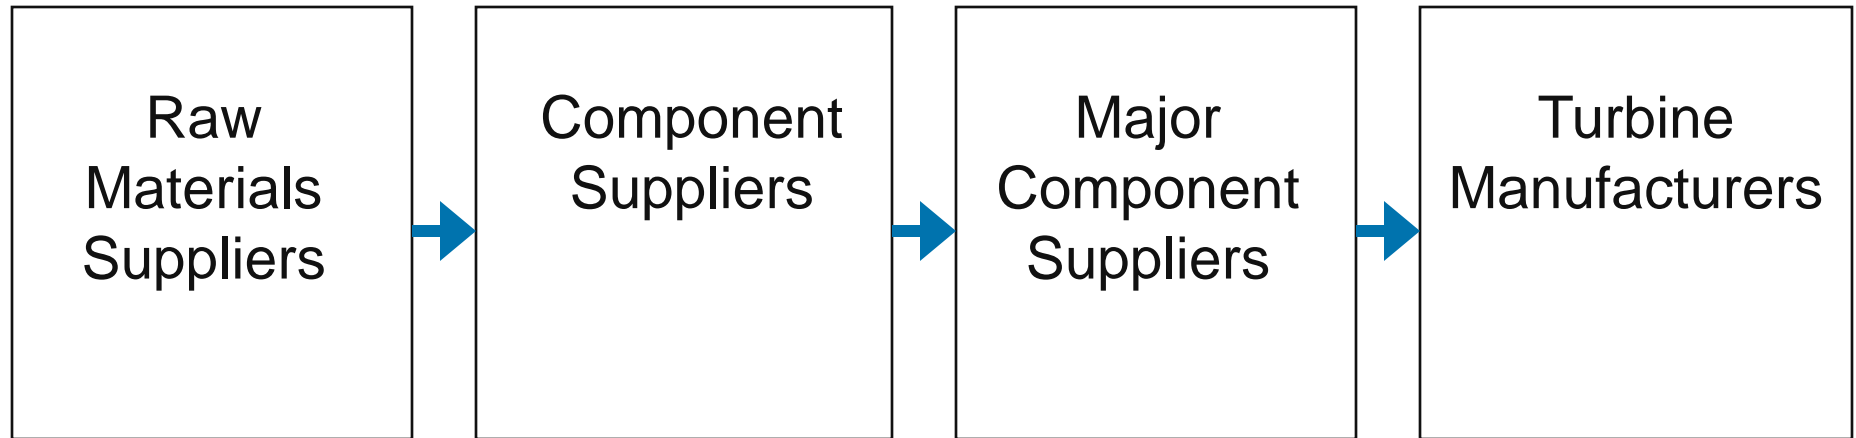 Raw
Materials
Suppliers
Component
Suppliers
Major
Component
Suppliers
Turbine
Manufacturers